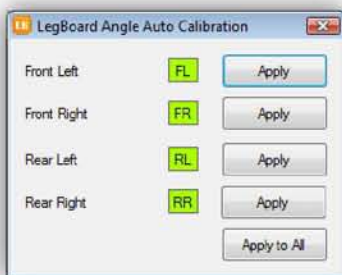 LB LegBoard Angle Auto Calibration
Front Left FL Apply
Front Right FR Apply
Rear Left RL Apply
Rear Right RR Apply
Apply to All